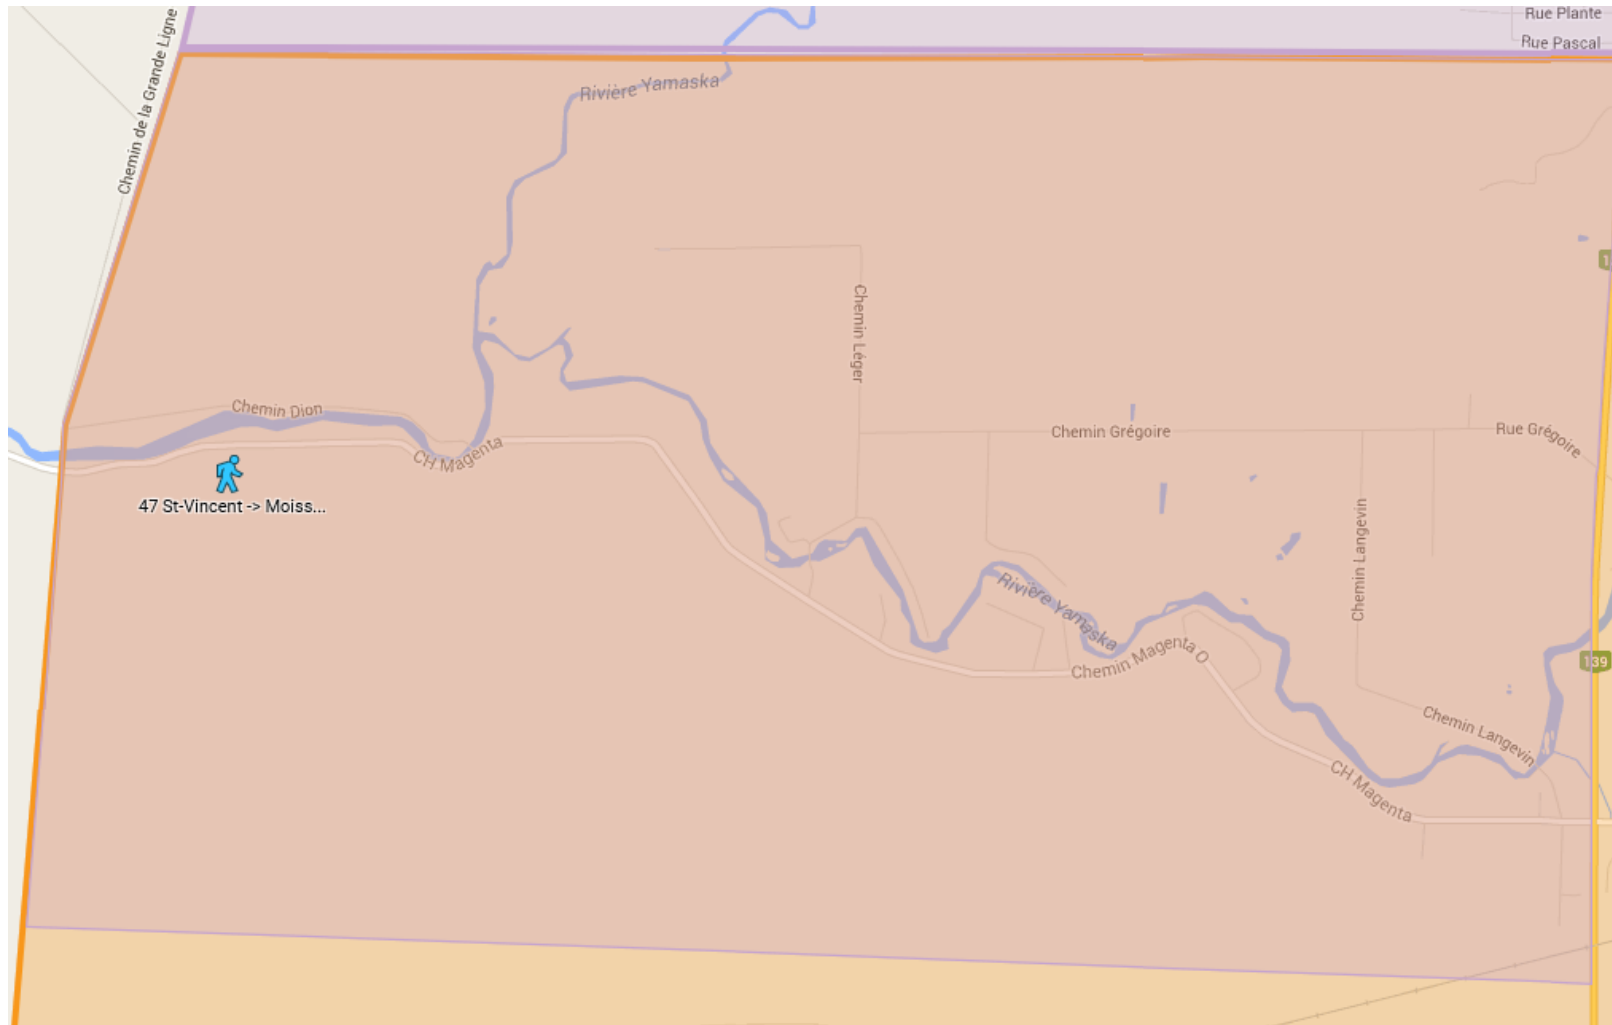 Rue Plante
Rue Pascal
Chemin de la Grande Ligne
Rivière Yamaska
Chemin Léger
Chemin Dion
CH Magenta
Chemin Grégoire
Rue Grégoire
47 St-Vincent -> Moiss...
Chemin Langevin
Rivière Yamaska
Chemin Magenta O
139
Chemin Langevin
CH Magenta